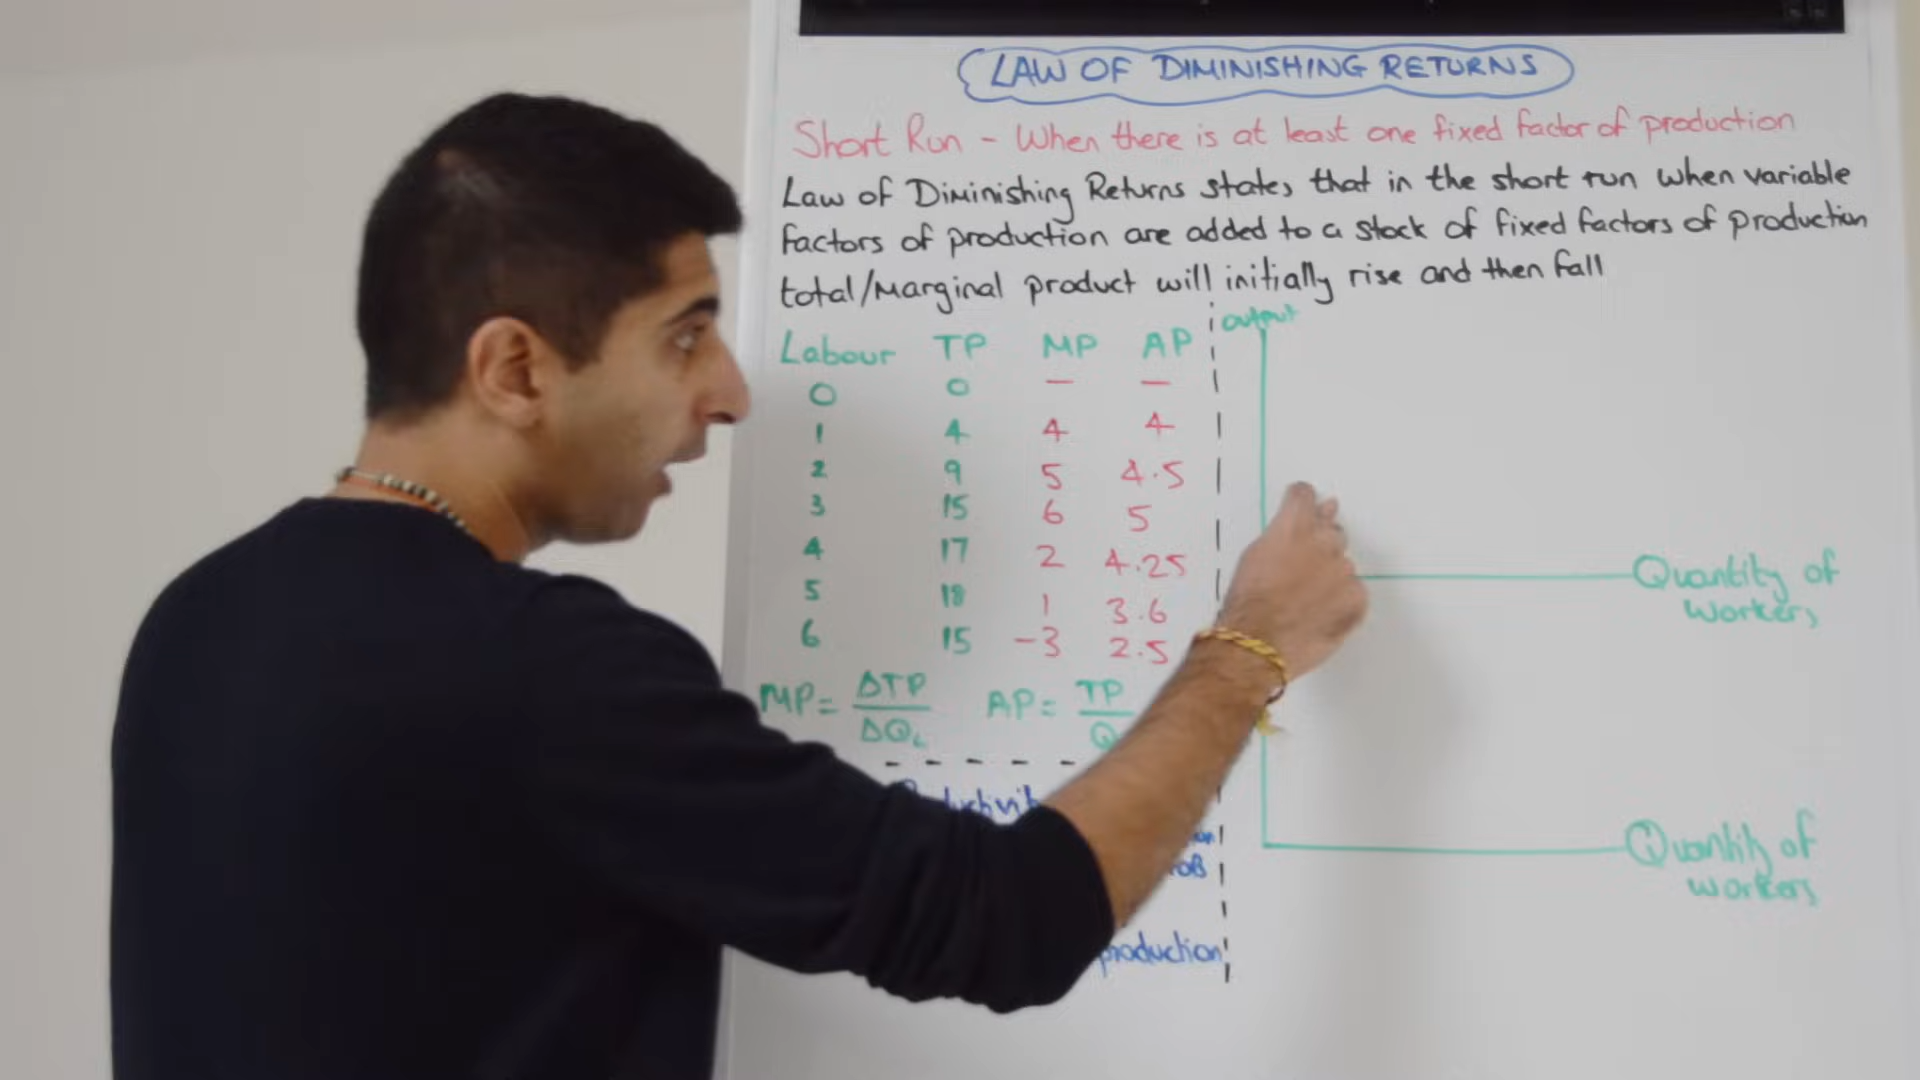 LAW OF DIMINISHING RETURNS
Short Run - When there is at least one fixed factor of production
Law of Diminishing Returns states that in the short run when variable
factors of production are added to a stock of fixed factors of production
total/marginal product will initially rise and then fall
Labour TP MP AP
0 0 — —
1 4 4 4
2 9 5 4.5
3 15 6 5
4 17 2 4.25
5 18 1 3.6
6 15 -3 2.5
MP = ΔTP / ΔQL AP = TP / Q
production
output
Quantity of
workers
Quantity of
workers